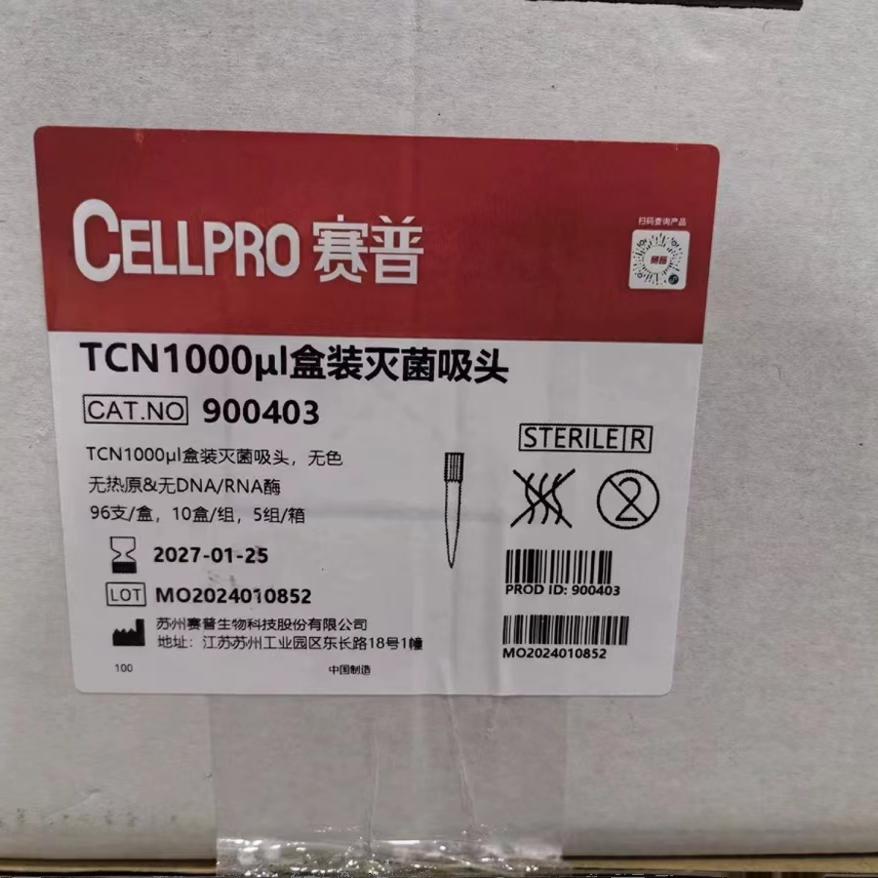 CELLPRO 赛普
扫码查询产品
TCN1000µl盒装灭菌吸头
CAT.NO 900403
STERILE R
TCN1000µl盒装灭菌吸头，无色
无热原&无DNA/RNA酶
96支/盒，10盒/组，5组/箱
2
2027-01-25
PROD ID: 900403
LOT MO2024010852
苏州赛普生物科技股份有限公司
地址：江苏苏州工业园区东长路18号1幢
MO2024010852
100
中国制造